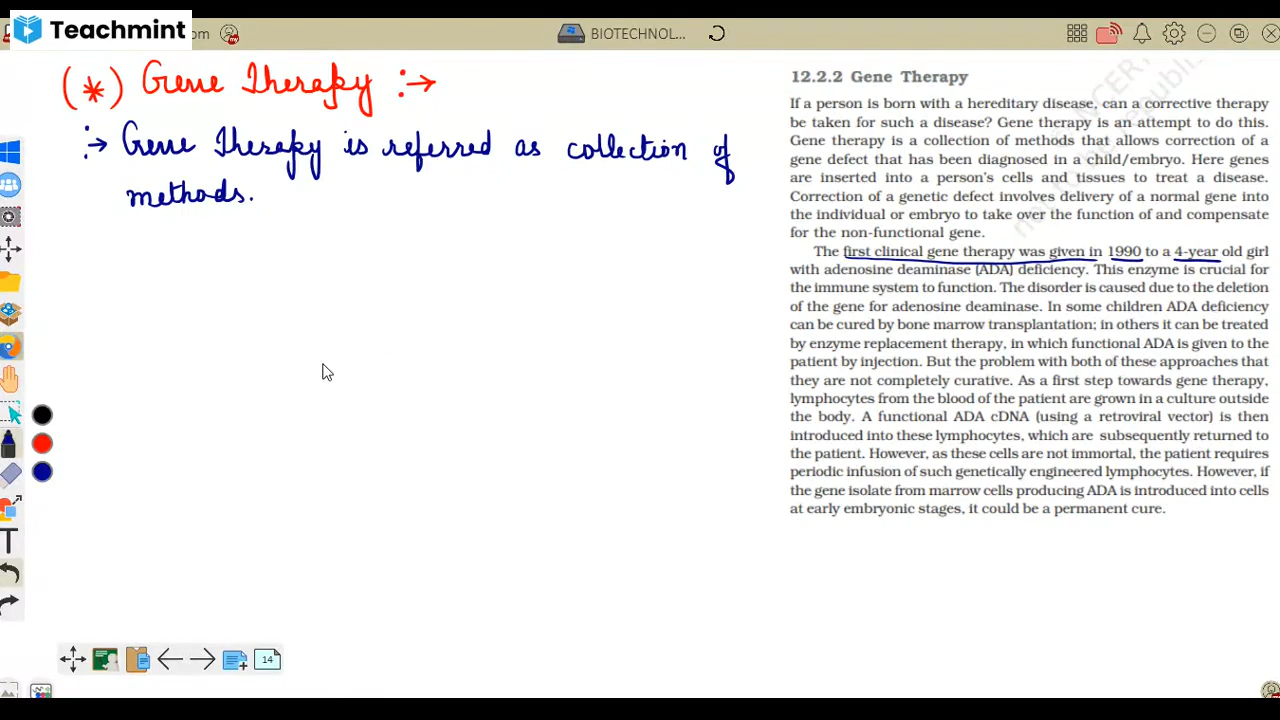 Teachmint
om
BIOTECHNOL...
(*) Gene Therapy :→
:→ Gene Therapy is referred as collection of
methods.
12.2.2 Gene Therapy
If a person is born with a hereditary disease, can a corrective therapy
be taken for such a disease? Gene therapy is an attempt to do this.
Gene therapy is a collection of methods that allows correction of a
gene defect that has been diagnosed in a child/embryo. Here genes
are inserted into a person's cells and tissues to treat a disease.
Correction of a genetic defect involves delivery of a normal gene into
the individual or embryo to take over the function of and compensate
for the non-functional gene.
The first clinical gene therapy was given in 1990 to a 4-year old girl
with adenosine deaminase (ADA) deficiency. This enzyme is crucial for
the immune system to function. The disorder is caused due to the deletion
of the gene for adenosine deaminase. In some children ADA deficiency
can be cured by bone marrow transplantation; in others it can be treated
by enzyme replacement therapy, in which functional ADA is given to the
patient by injection. But the problem with both of these approaches that
they are not completely curative. As a first step towards gene therapy,
lymphocytes from the blood of the patient are grown in a culture outside
the body. A functional ADA cDNA (using a retroviral vector) is then
introduced into these lymphocytes, which are subsequently returned to
the patient. However, as these cells are not immortal, the patient requires
periodic infusion of such genetically engineered lymphocytes. However, if
the gene isolate from marrow cells producing ADA is introduced into cells
at early embryonic stages, it could be a permanent cure.
T
14